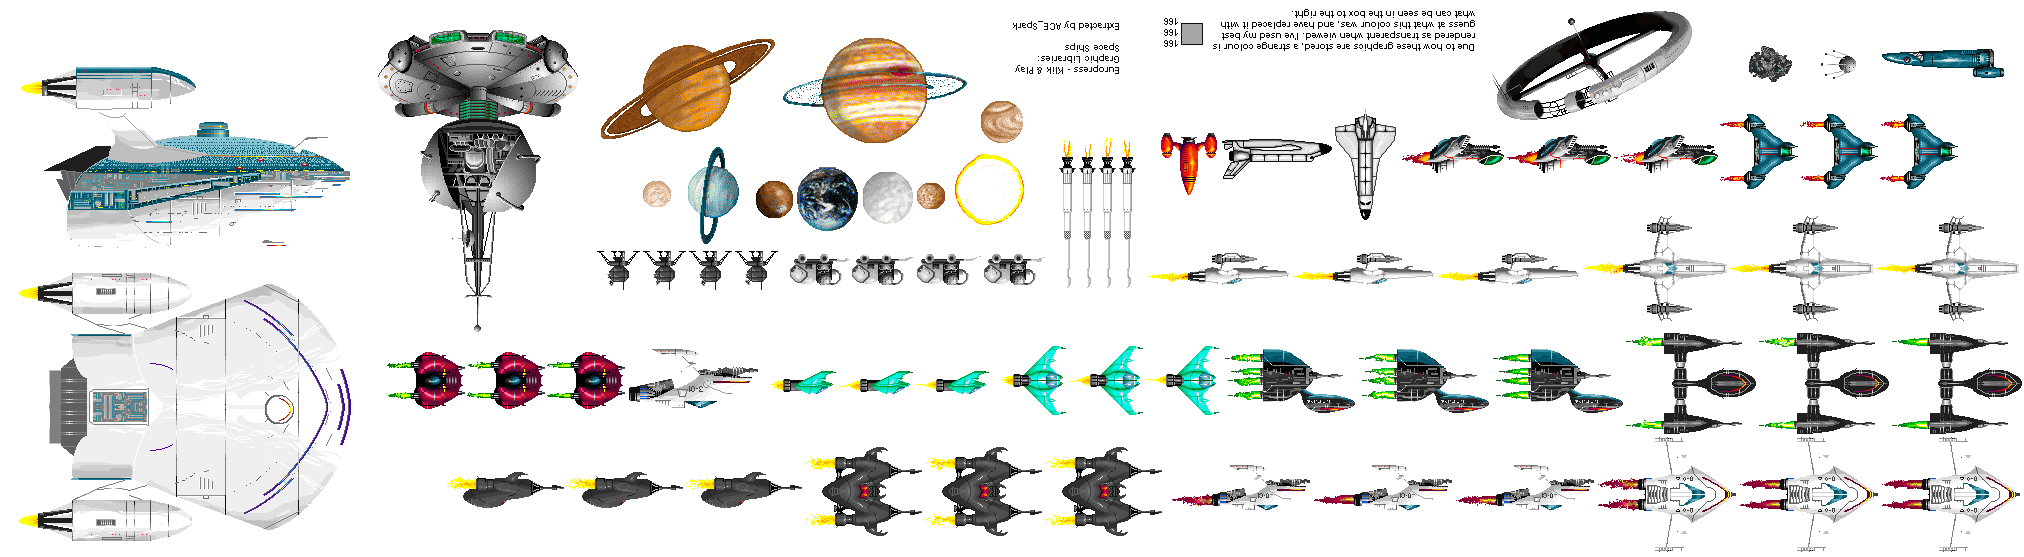 Europress - Klik & Play
Graphic Libraries:
Space Ships
Extracted by ACE_Spark
166
166
166
Due to how these graphics are stored, a strange colour is
rendered as transparent when viewed. I've used my best
guess at what this colour was, and have replaced it with
what can be seen in the box to the right.